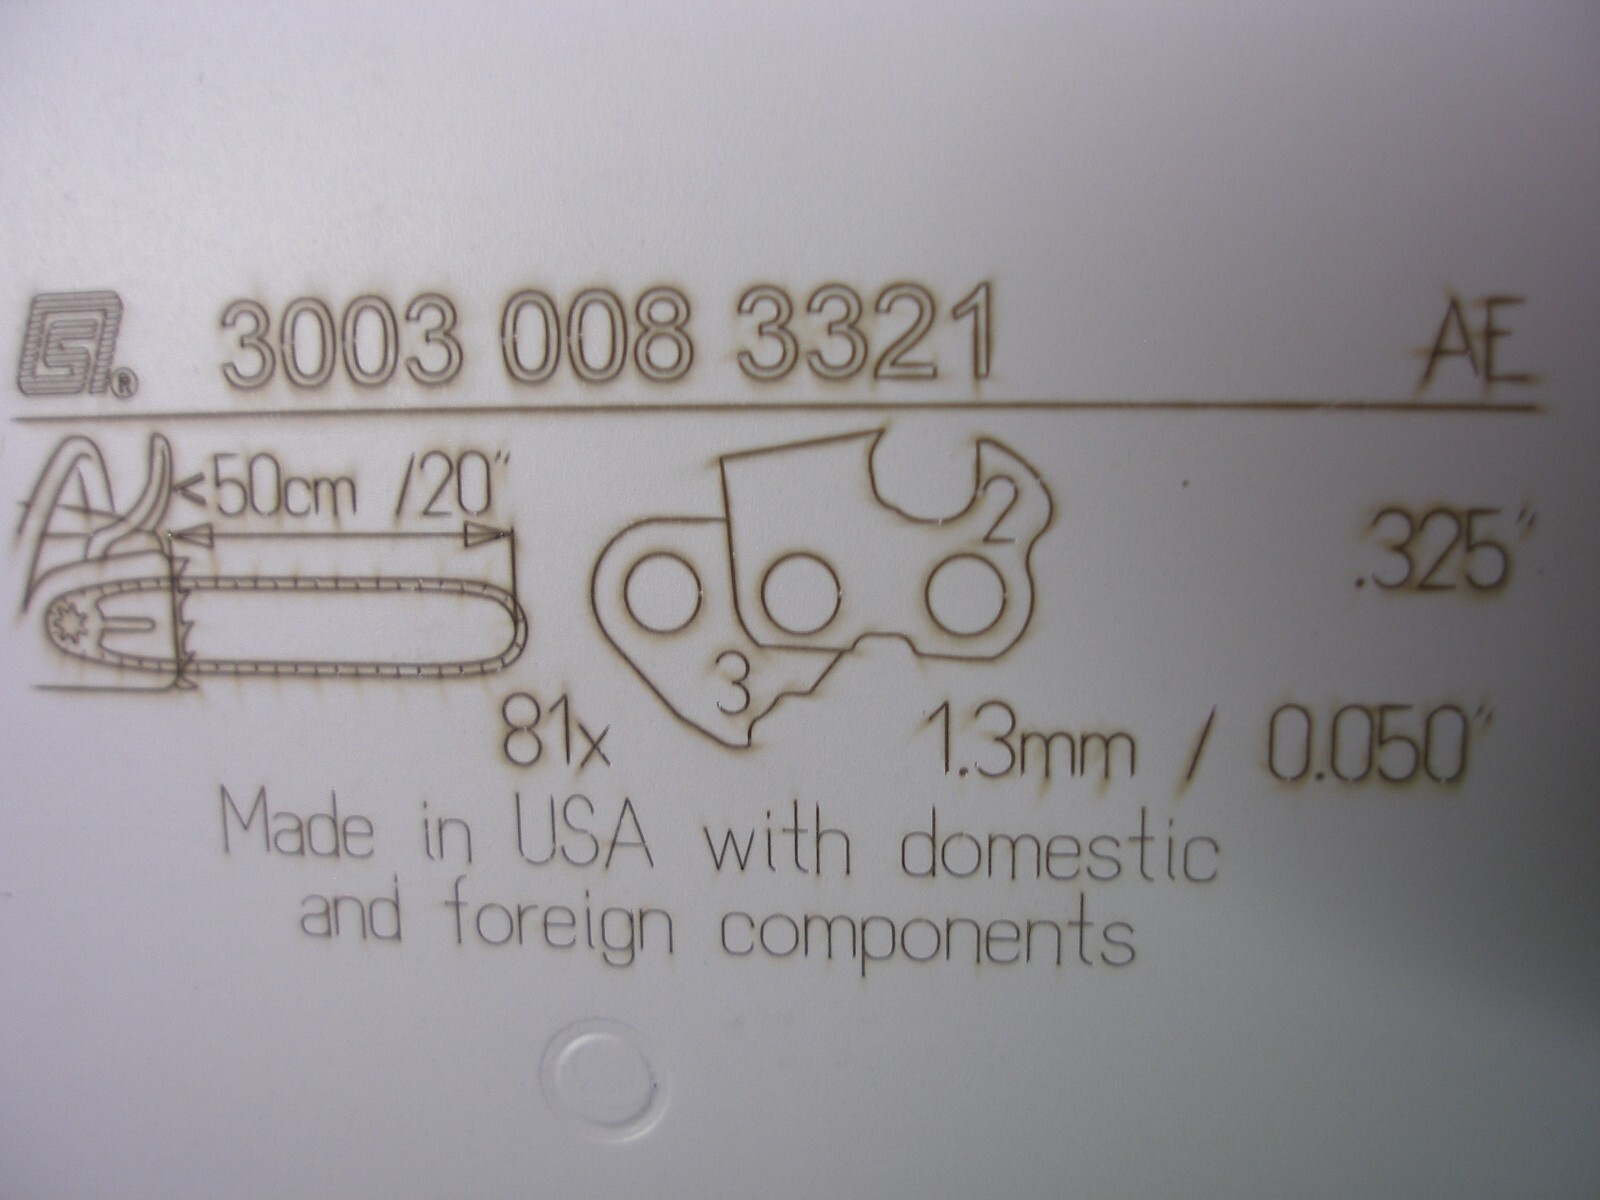 ® 3003 008 3321 AE
<50cm /20"
2
.325"
3
81x 1.3mm / 0.050"
Made in USA with domestic
and foreign components